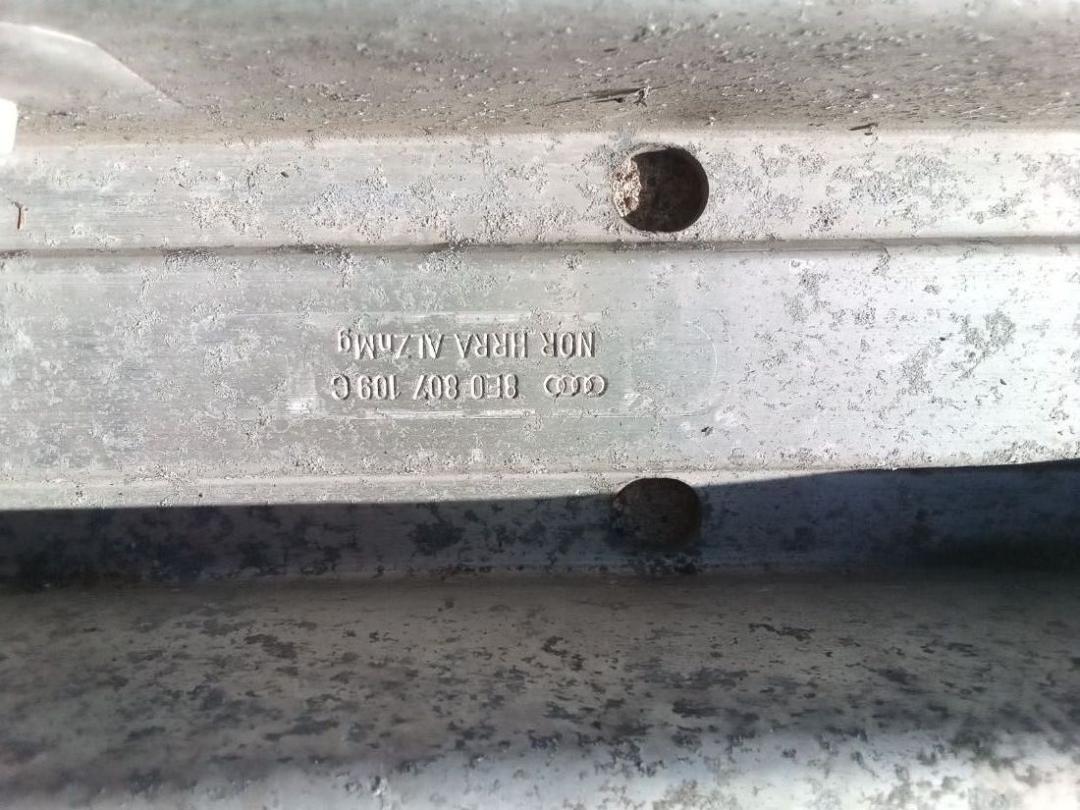 8E0 807 109 C
NOR HRRA ALZnMg